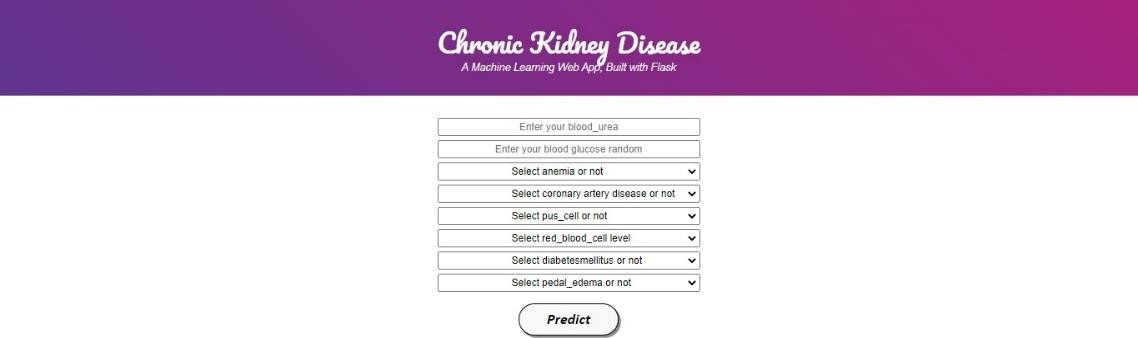 Chronic Kidney Disease
A Machine Learning Web App, Built with Flask
Enter your blood_urea
Enter your blood glucose random
Select anemia or not
Select coronary artery disease or not
Select pus_cell or not
Select red_blood_cell level
Select diabetesmellitus or not
Select pedal_edema or not
Predict